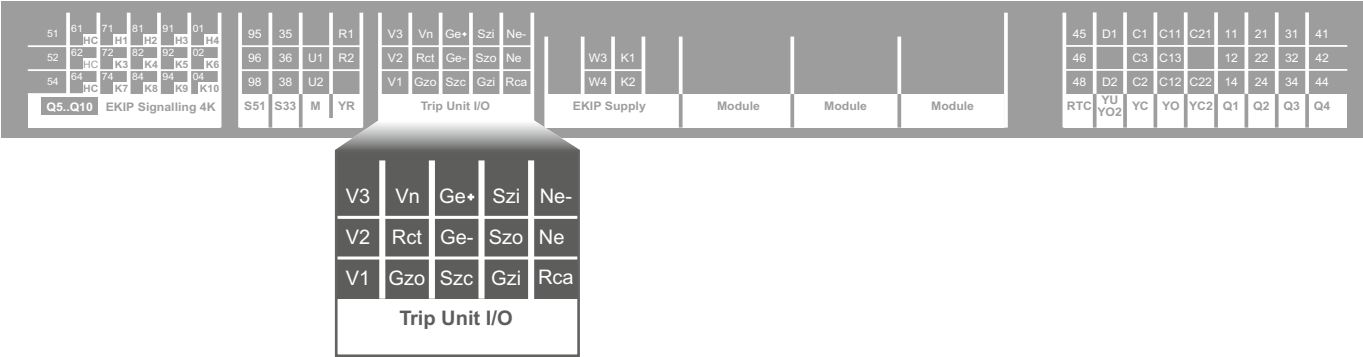 51 61 HC 71 H1 81 H2 91 H3 01 H4 95 35 R1 V3 Vn Ge+ Szi Ne- 45 D1 C1 C11 C21 11 21 31 41
52 62 HC 72 K3 82 K4 92 K5 02 K6 96 36 U1 R2 V2 Rct Ge- Szo Ne W3 K1 46 C3 C13 12 22 32 42
54 64 HC 74 K7 84 K8 94 K9 04 K10 98 38 U2 V1 Gzo Szc Gzi Rca W4 K2 48 D2 C2 C12 C22 14 24 34 44
Q5..Q10 EKIP Signalling 4K S51 S33 M YR Trip Unit I/O EKIP Supply Module Module Module RTC YU YC YO YC2 Q1 Q2 Q3 Q4
YO2
V3 Vn Ge+ Szi Ne-
V2 Rct Ge- Szo Ne
V1 Gzo Szc Gzi Rca
Trip Unit I/O